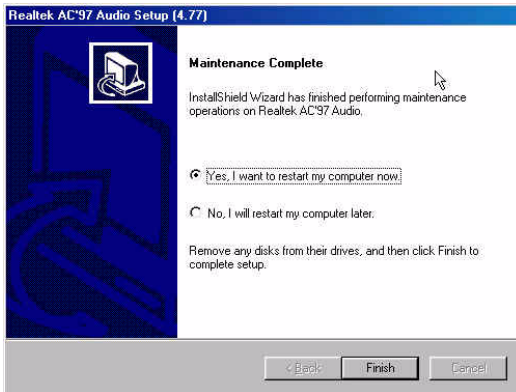 Realtek AC'97 Audio Setup (4.77)
Maintenance Complete
InstallShield Wizard has finished performing maintenance
operations on Realtek AC'97 Audio.
Yes, I want to restart my computer now.
No, I will restart my computer later.
Remove any disks from their drives, and then click Finish to
complete setup.
< Back
Finish
Cancel